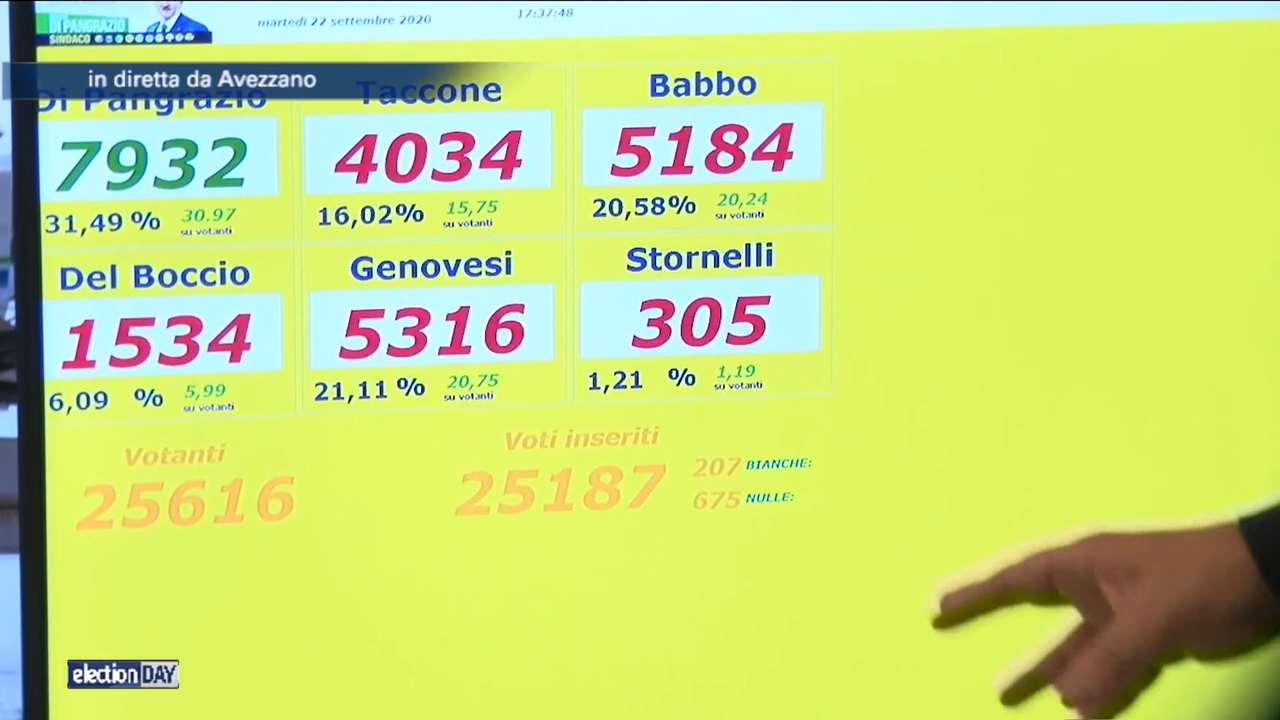 DI PANGRAZIO
SINDACO
martedì 22 settembre 2020
17:37:48
in diretta da Avezzano
Di Pangrazio
Taccone
Babbo
7932
4034
5184
31,49 %
30.97
su votanti
16,02%
15,75
su votanti
20,58%
20,24
su votanti
Del Boccio
Genovesi
Stornelli
1534
5316
305
6,09 %
5,99
su votanti
21,11 %
20,75
su votanti
1,21 %
1,19
su votanti
Votanti
Voti inseriti
25616
25187
207 BIANCHE:
675 NULLE:
election DAY